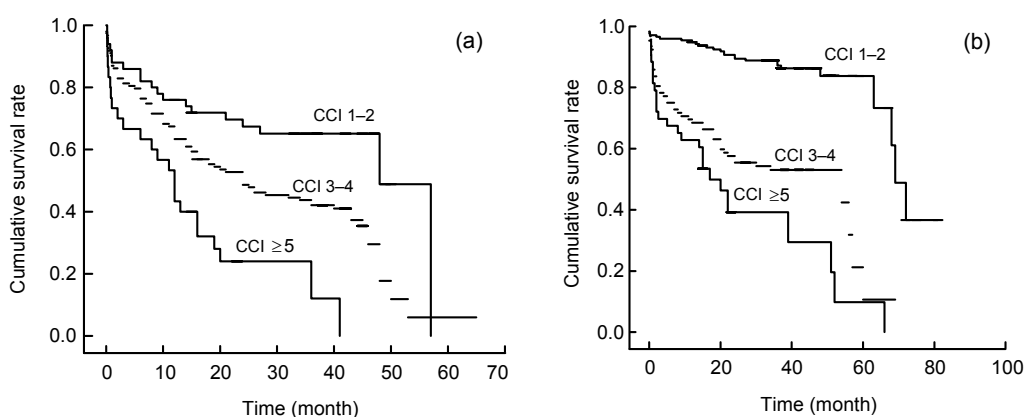 (a)
Cumulative survival rate
1.0
0.8
0.6
0.4
0.2
0.0
CCI 1–2
CCI 3–4
CCI ≥5
0 10 20 30 40 50 60 70
Time (month)
(b)
Cumulative survival rate
1.0
0.8
0.6
0.4
0.2
0.0
CCI 1–2
CCI 3–4
CCI ≥5
0 20 40 60 80 100
Time (month)